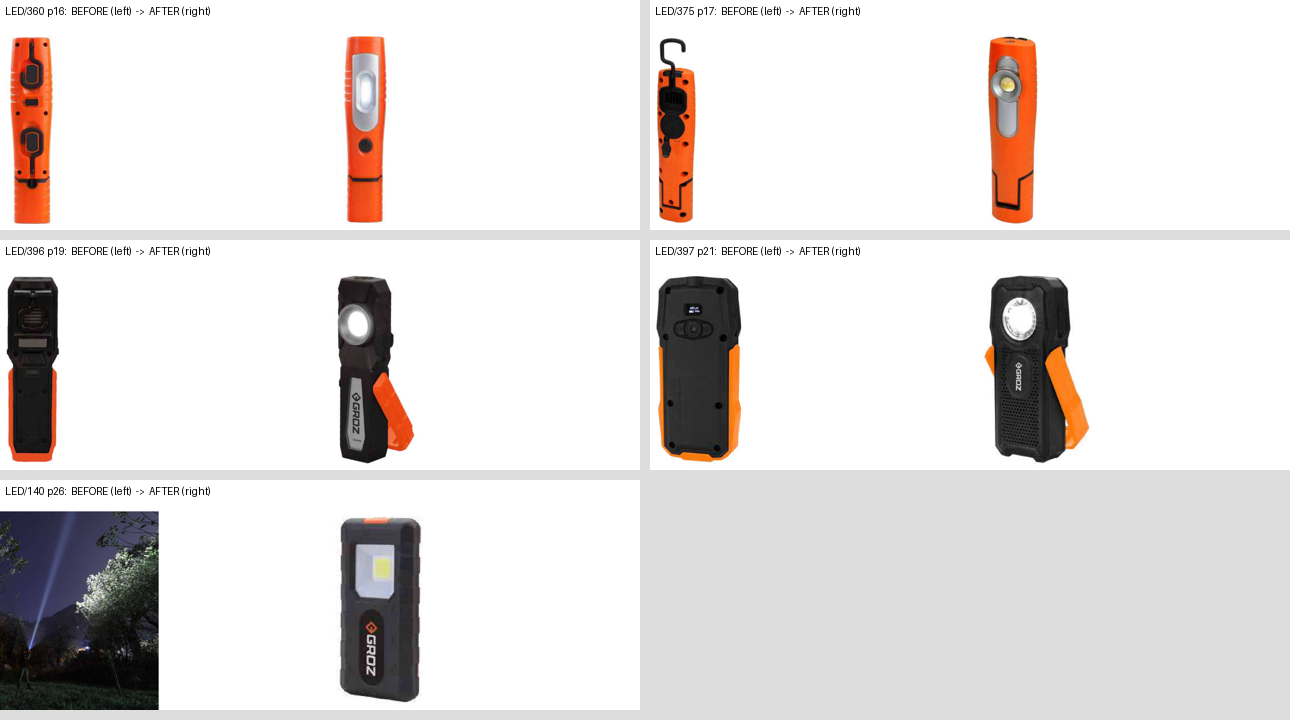 LED/360 p16: BEFORE (left) -> AFTER (right)
LED/375 p17: BEFORE (left) -> AFTER (right)
LED/396 p19: BEFORE (left) -> AFTER (right)
GROZ
LED/397 p21: BEFORE (left) -> AFTER (right)
GROZ
LED/140 p26: BEFORE (left) -> AFTER (right)
GROZ